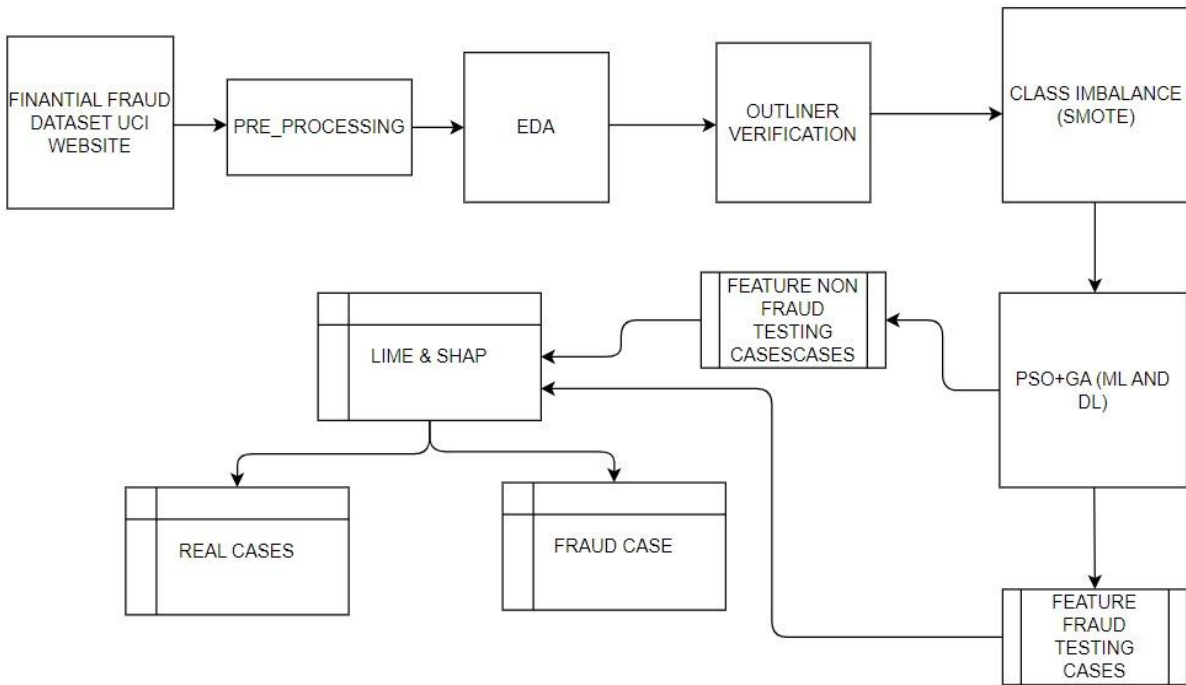 FINANTIAL FRAUD
DATASET UCI
WEBSITE
PRE_PROCESSING
EDA
OUTLINER
VERIFICATION
CLASS IMBALANCE
(SMOTE)
FEATURE NON
FRAUD
TESTING
CASESCASES
LIME & SHAP
PSO+GA (ML AND
DL)
REAL CASES
FRAUD CASE
FEATURE
FRAUD
TESTING
CASES